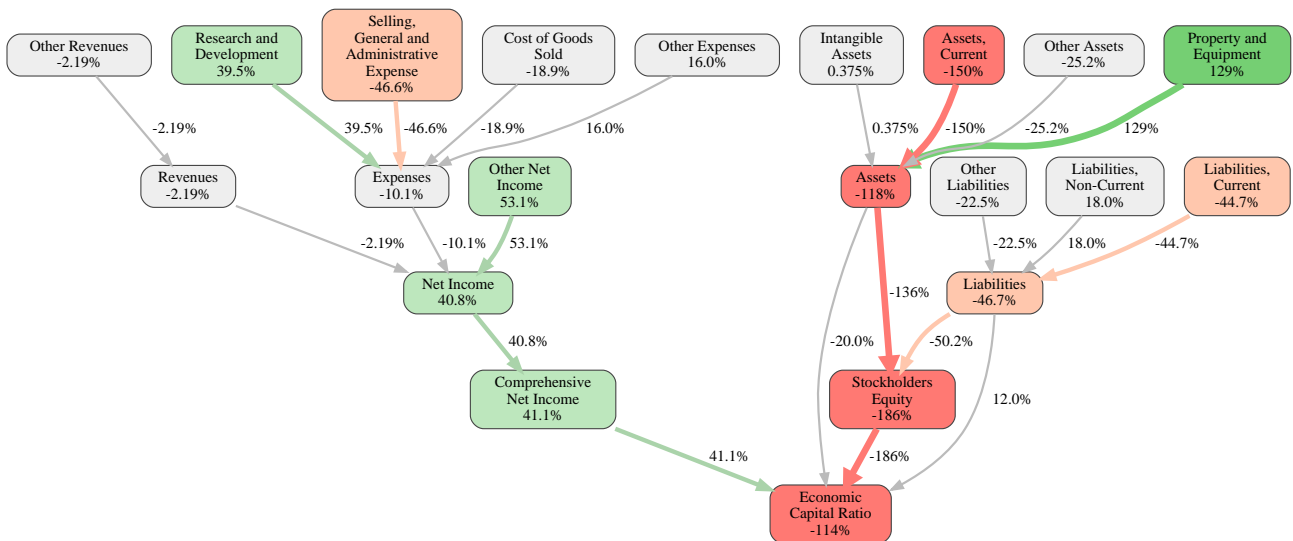 Other Revenues
-2.19%
Research and
Development
39.5%
Selling,
General and
Administrative
Expense
-46.6%
Cost of Goods
Sold
-18.9%
Other Expenses
16.0%
Intangible
Assets
0.375%
Assets,
Current
-150%
Other Assets
-25.2%
Property and
Equipment
129%
-2.19%
39.5%
-46.6%
-18.9%
16.0%
0.375%
-150%
-25.2%
129%
Revenues
-2.19%
Expenses
-10.1%
Other Net
Income
53.1%
Assets
-118%
Other
Liabilities
-22.5%
Liabilities,
Non-Current
18.0%
Liabilities,
Current
-44.7%
-2.19%
-10.1%
53.1%
-22.5%
18.0%
-44.7%
Net Income
40.8%
-136%
Liabilities
-46.7%
40.8%
-20.0%
-50.2%
Comprehensive
Net Income
41.1%
Stockholders
Equity
-186%
12.0%
41.1%
-186%
Economic
Capital Ratio
-114%